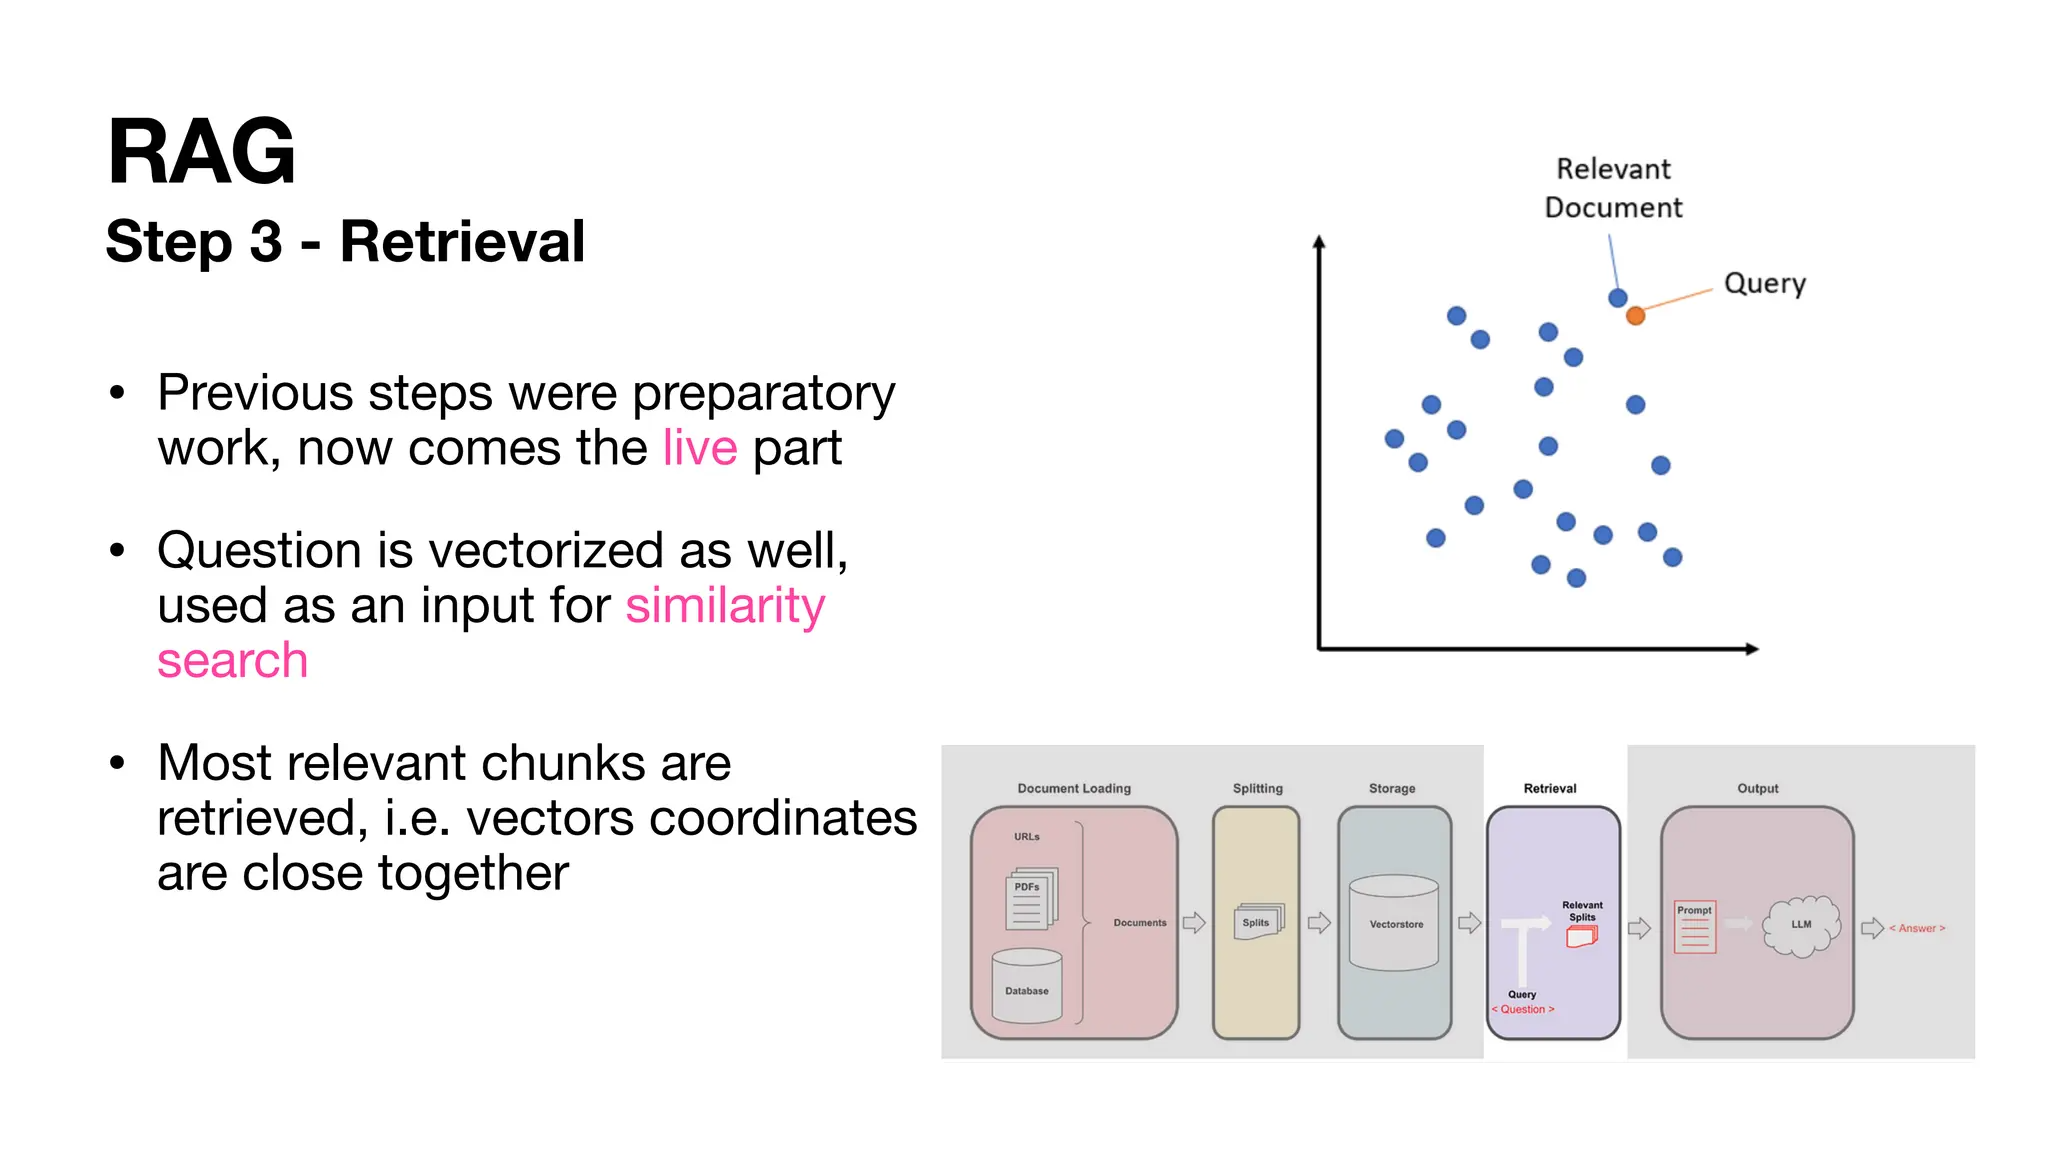 RAG
Step 3 - Retrieval
• Previous steps were preparatory
work, now comes the live part
• Question is vectorized as well,
used as an input for similarity
search
• Most relevant chunks are
retrieved, i.e. vectors coordinates
are close together
Relevant
Document
Query
Document Loading
URLs
PDFs
Database
Documents
Splitting
Splits
Storage
Vectorstore
Retrieval
Relevant
Splits
Query
< Question >
Output
Prompt
LLM
< Answer >